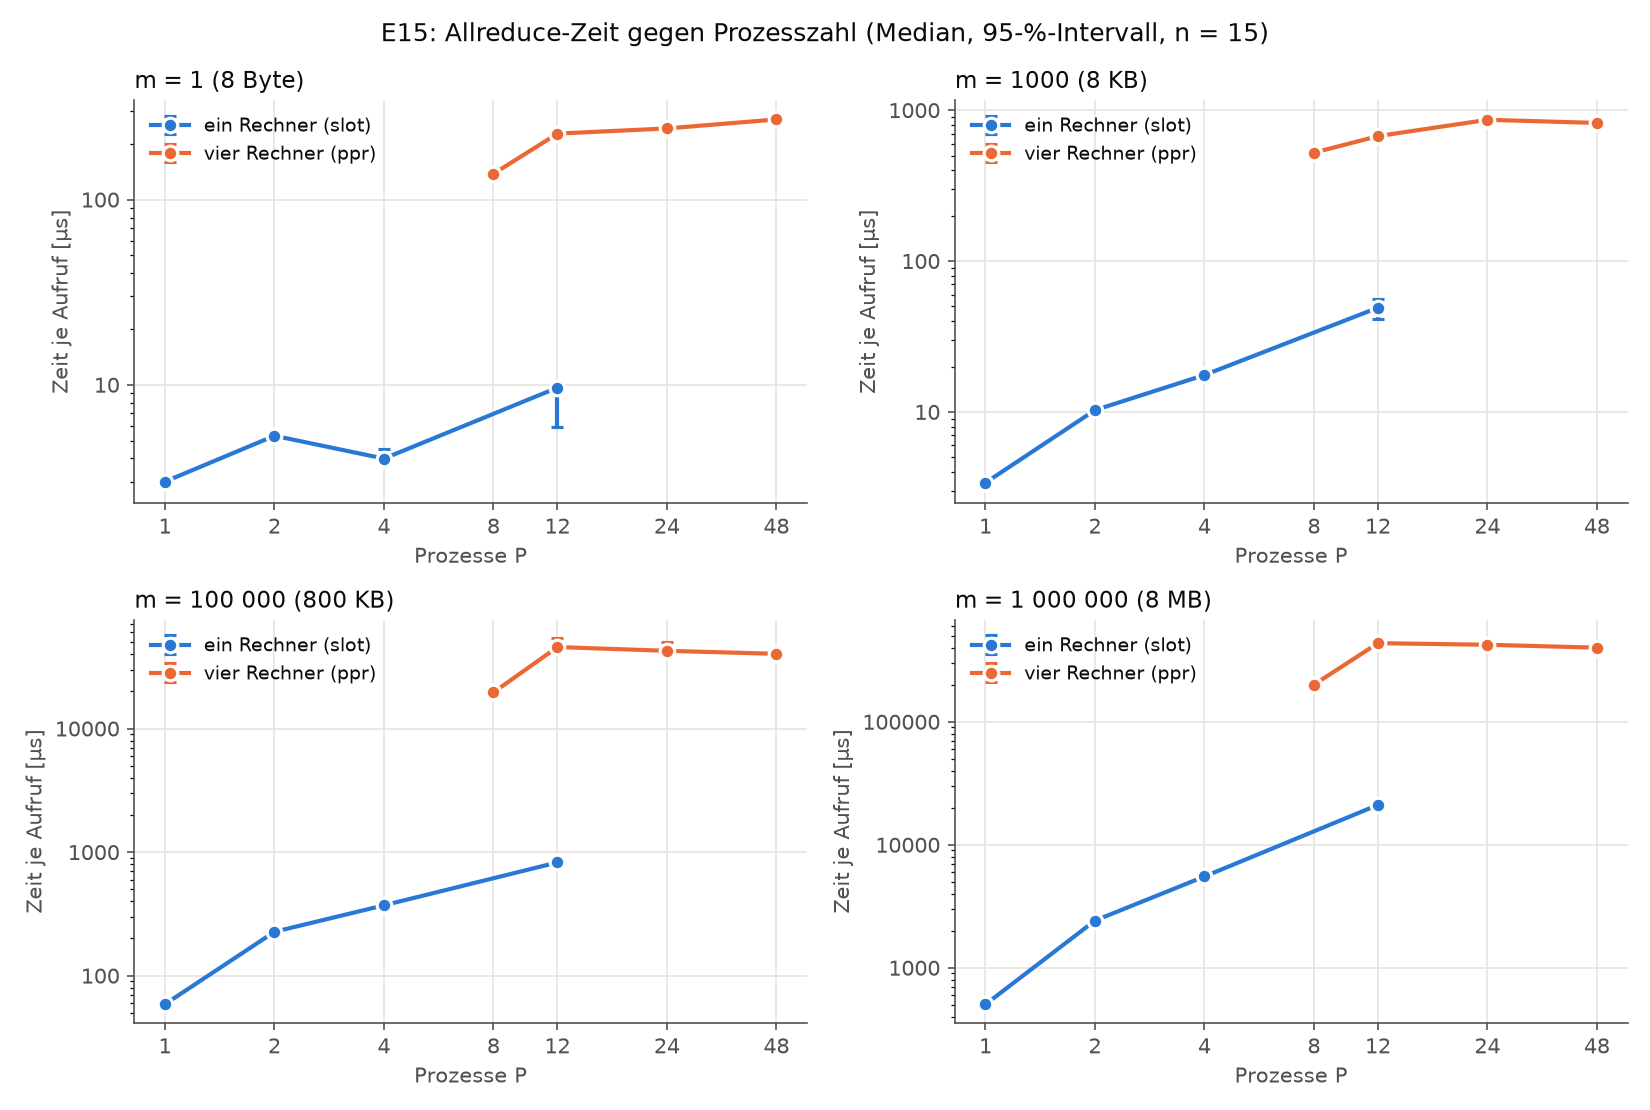 E15: Allreduce-Zeit gegen Prozesszahl (Median, 95-%-Intervall, n = 15)
m = 1 (8 Byte)
ein Rechner (slot)
vier Rechner (ppr)
Zeit je Aufruf [µs]
100
10
1 2 4 8 12 24 48
Prozesse P
m = 1000 (8 KB)
ein Rechner (slot)
vier Rechner (ppr)
Zeit je Aufruf [µs]
1000
100
10
1 2 4 8 12 24 48
Prozesse P
m = 100 000 (800 KB)
ein Rechner (slot)
vier Rechner (ppr)
Zeit je Aufruf [µs]
10000
1000
100
1 2 4 8 12 24 48
Prozesse P
m = 1 000 000 (8 MB)
ein Rechner (slot)
vier Rechner (ppr)
Zeit je Aufruf [µs]
100000
10000
1000
1 2 4 8 12 24 48
Prozesse P